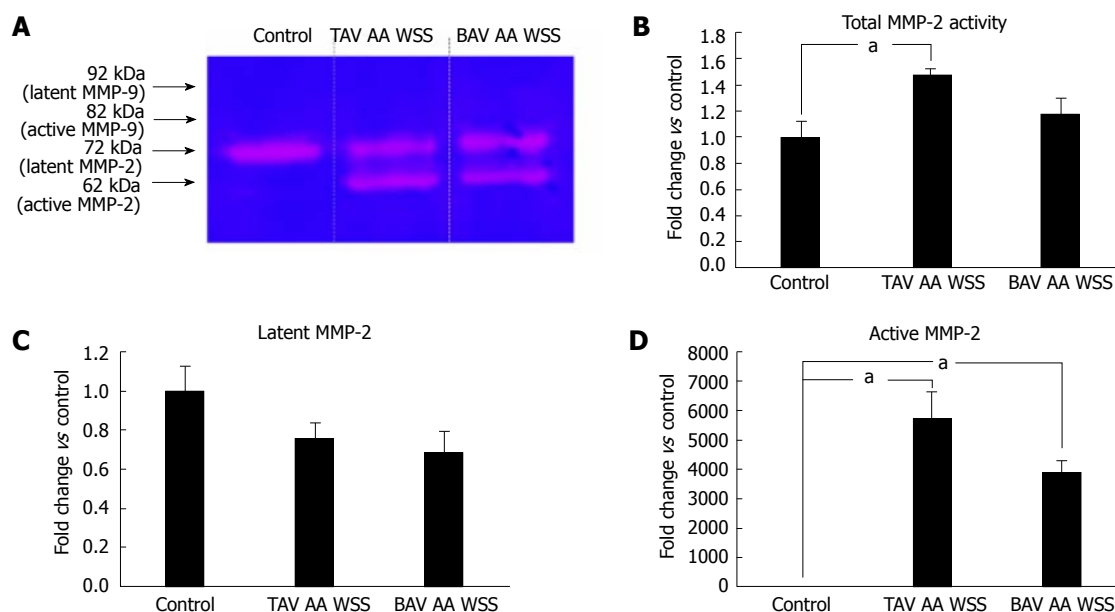 A
Control TAV AA WSS BAV AA WSS
92 kDa
(latent MMP-9)
82 kDa
(active MMP-9)
72 kDa
(latent MMP-2)
62 kDa
(active MMP-2)
B
Total MMP-2 activity
Fold change vs control
1.8
1.6
1.4
1.2
1.0
0.8
0.6
0.4
0.2
0.0
a
Control TAV AA WSS BAV AA WSS
C
Latent MMP-2
Fold change vs control
1.2
1.0
0.8
0.6
0.4
0.2
0.0
Control TAV AA WSS BAV AA WSS
D
Active MMP-2
Fold change vs control
8000
7000
6000
5000
4000
3000
2000
1000
0
a
a
Control TAV AA WSS BAV AA WSS